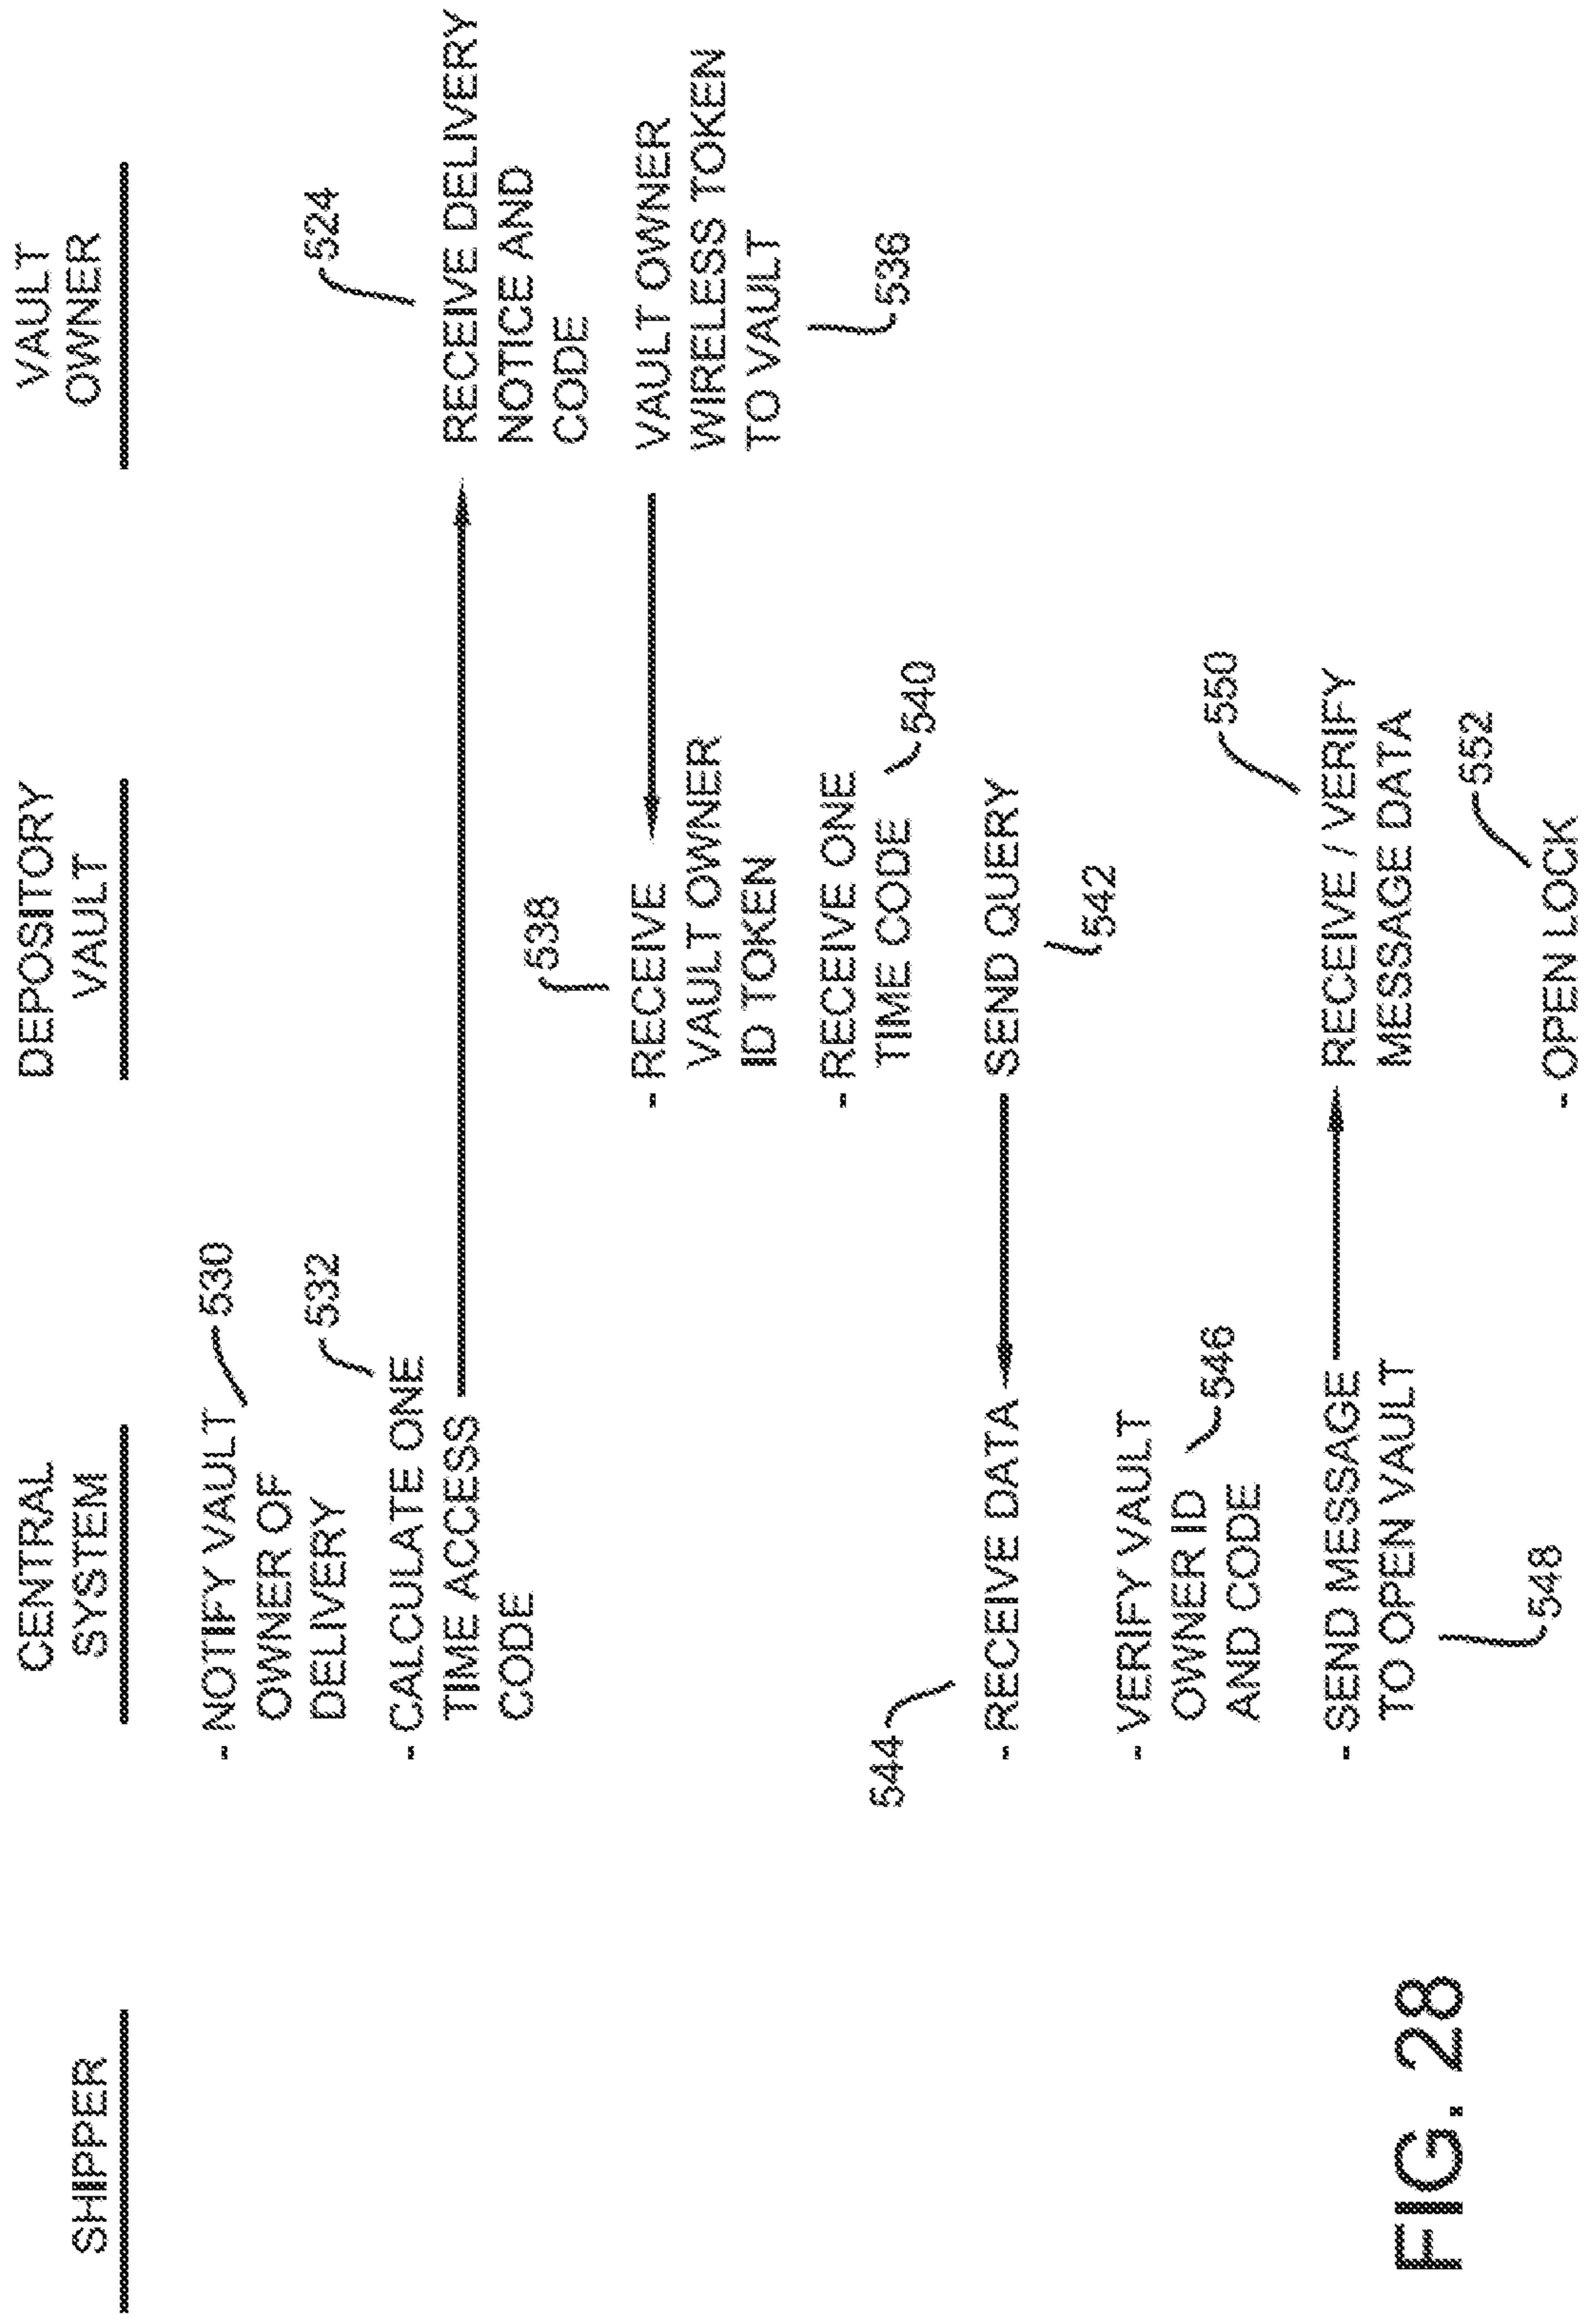 SHIPPER
CENTRAL
SYSTEM
DEPOSITORY
VAULT
VAULT
OWNER
- NOTIFY VAULT
OWNER OF
DELIVERY
530
- CALCULATE ONE
TIME ACCESS
CODE
532
524
RECEIVE DELIVERY
NOTICE AND
CODE
VAULT OWNER
WIRELESS TOKEN
TO VAULT
536
538
- RECEIVE
VAULT OWNER
ID TOKEN
- RECEIVE ONE
TIME CODE
540
- SEND QUERY
542
544
- RECEIVE DATA
- VERIFY VAULT
OWNER ID
AND CODE
546
- SEND MESSAGE
TO OPEN VAULT
548
550
RECEIVE / VERIFY
MESSAGE DATA
552
- OPEN LOCK
FIG. 28